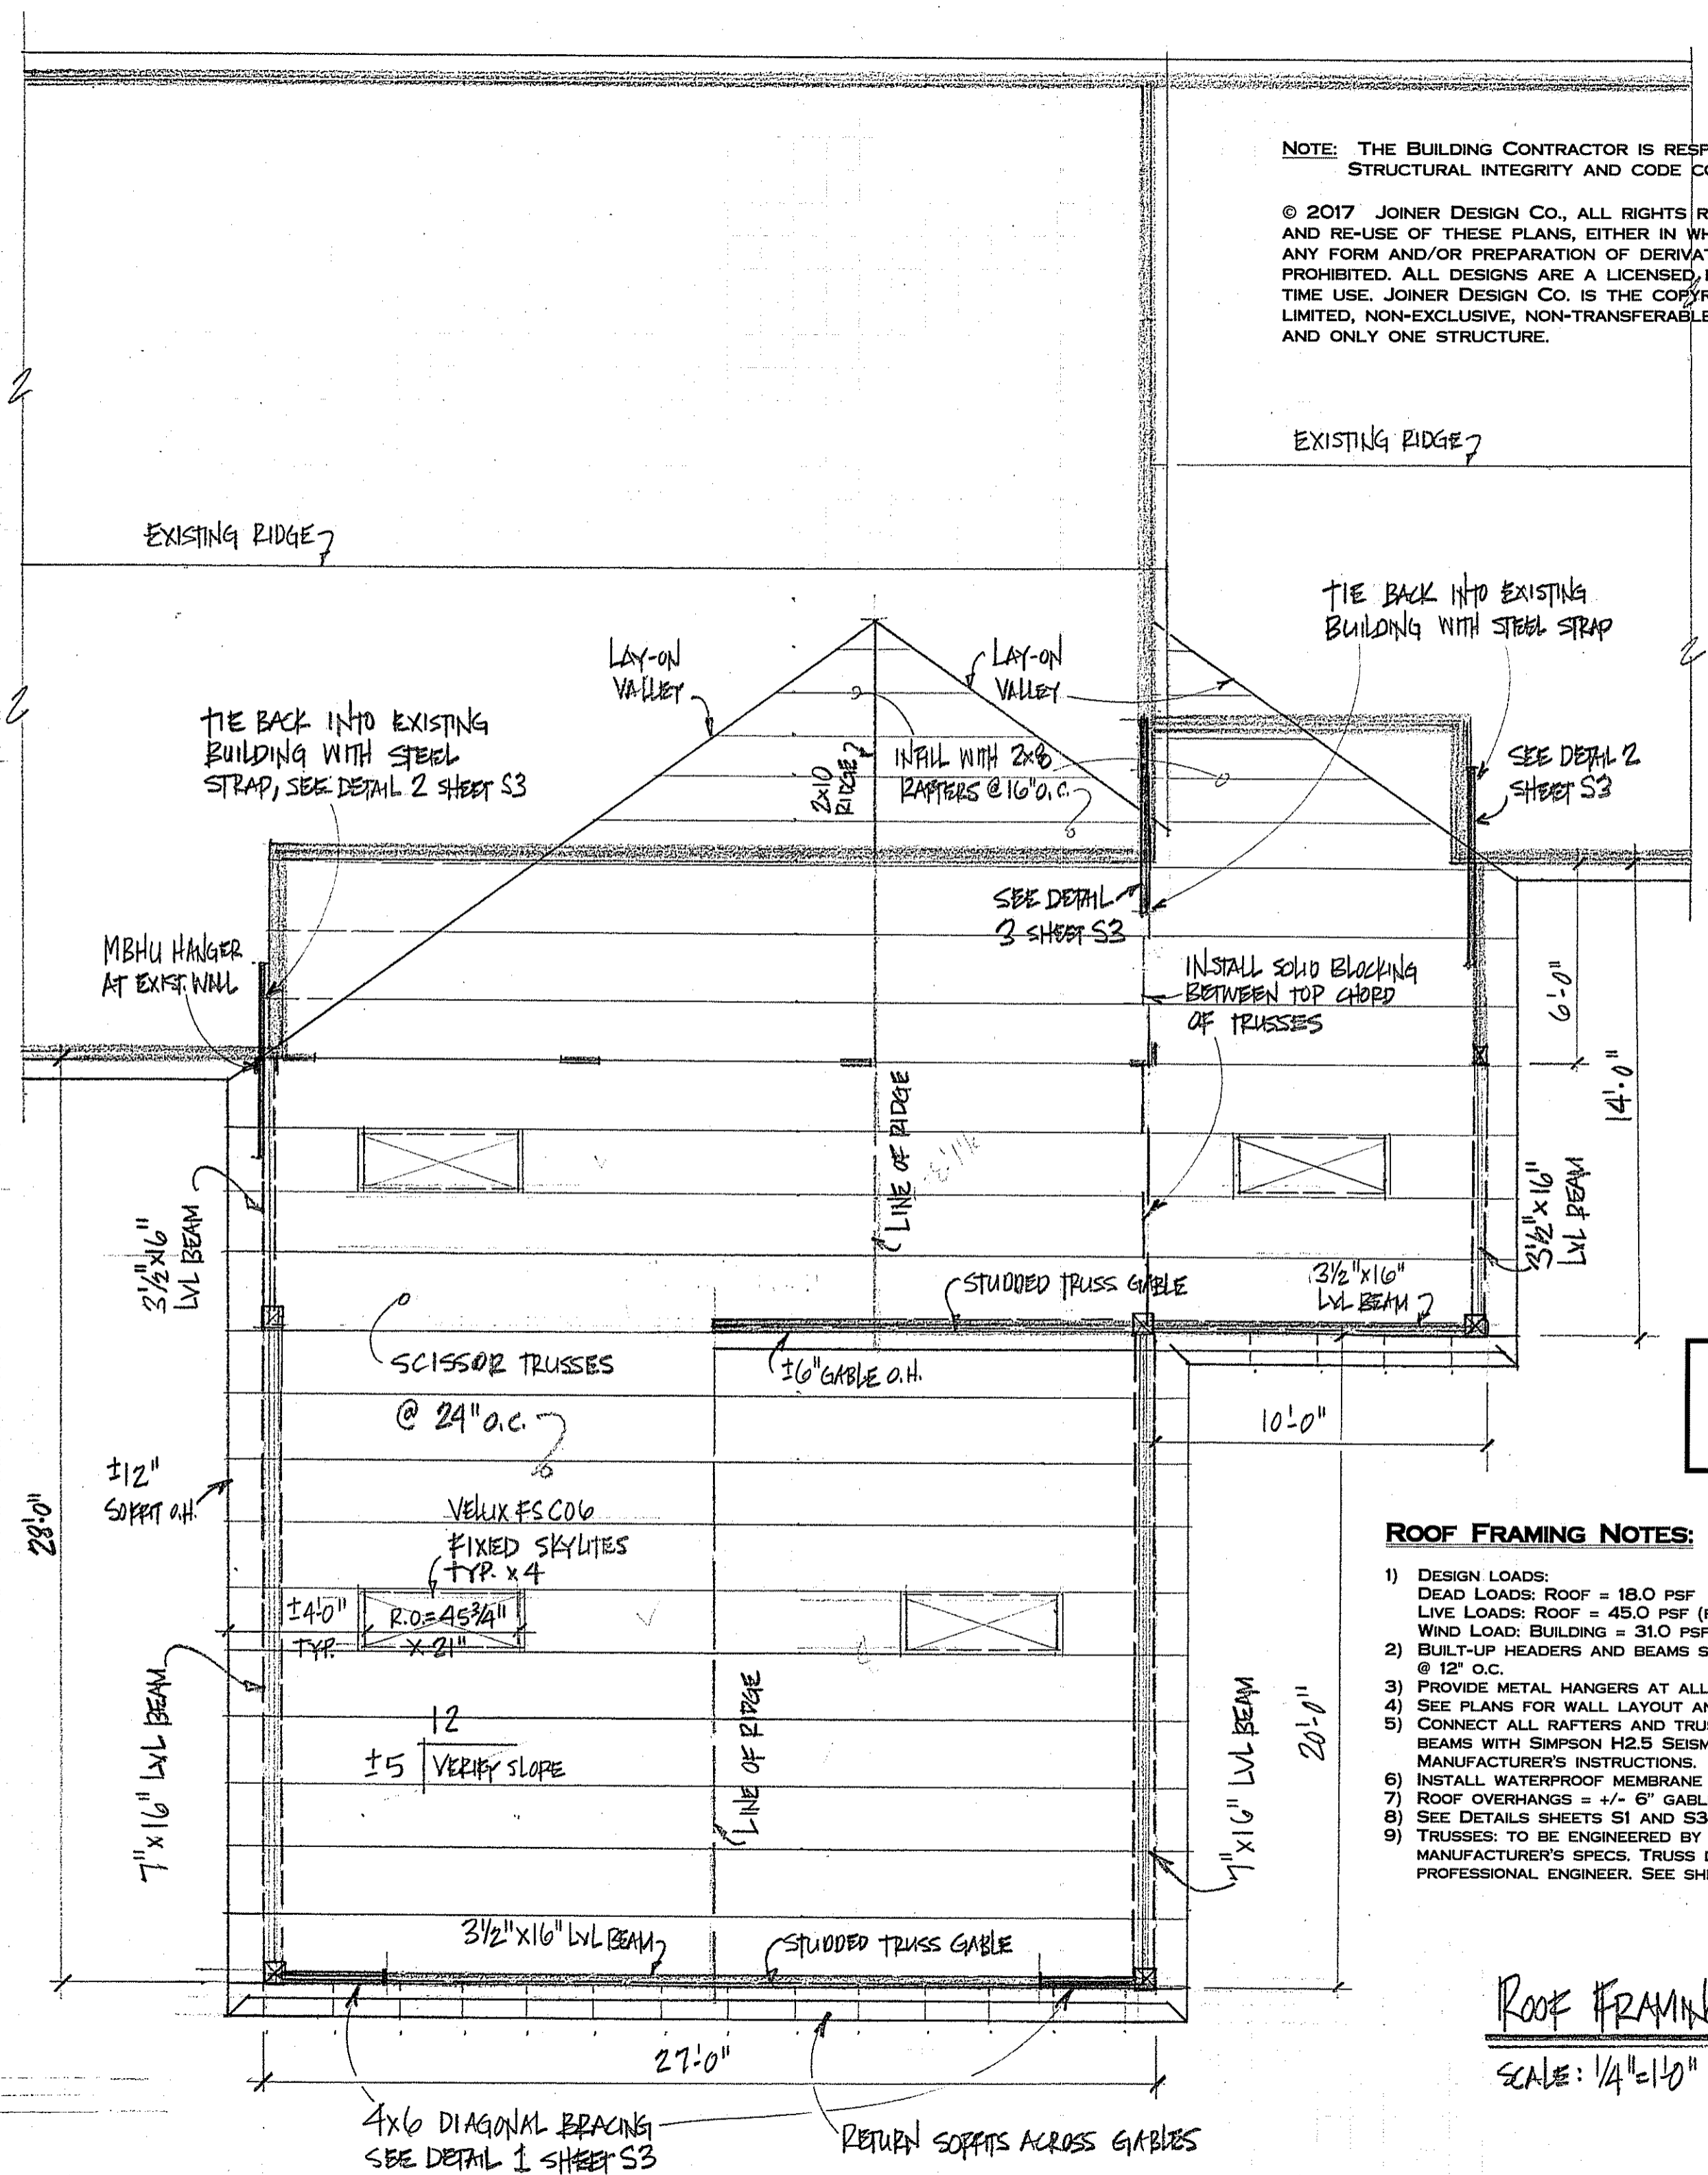 NOTE: THE BUILDING CONTRACTOR IS RESP
STRUCTURAL INTEGRITY AND CODE CO
© 2017 JOINER DESIGN CO., ALL RIGHTS R
AND RE-USE OF THESE PLANS, EITHER IN WH
ANY FORM AND/OR PREPARATION OF DERIVAT
PROHIBITED. ALL DESIGNS ARE A LICENSED
TIME USE. JOINER DESIGN CO. IS THE COPYR
LIMITED, NON-EXCLUSIVE, NON-TRANSFERABLE
AND ONLY ONE STRUCTURE.
EXISTING RIDGE
EXISTING RIDGE
TIE BACK INTO EXISTING
BUILDING WITH STEEL STRAP
LAY-ON
VALLEY
LAY-ON
VALLEY
TIE BACK INTO EXISTING
BUILDING WITH STEEL
STRAP, SEE DETAIL 2 SHEET S3
2x10
RIDGE
INFILL WITH 2x8
RAFTERS @ 16" O.C.
SEE DETAIL 2
SHEET S3
SEE DETAIL
3 SHEET S3
MBHU HANGER
AT EXIST. WALL
INSTALL SOLID BLOCKING
BETWEEN TOP CHORD
OF TRUSSES
6'-0"
14'-0"
LINE OF RIDGE
3½"x16"
LVL BEAM
3½"x16"
LVL BEAM
STUDDED TRUSS GABLE
3½"x16"
LVL BEAM
SCISSOR TRUSSES
@ 24" O.C.
±6" GABLE O.H.
10'-0"
±12"
SOFFIT O.H.
28'-0"
VELUX FS C06
FIXED SKYLITES
TYP. x 4
±4'-0"
TYP.
R.O.=45¾"
x 21"
12
±5 VERIFY SLOPE
7"x16" LVL BEAM
LINE OF RIDGE
7"x16" LVL BEAM
20'-0"
3½"x16" LVL BEAM
STUDDED TRUSS GABLE
27'-0"
4x6 DIAGONAL BRACING
SEE DETAIL 1 SHEET S3
RETURN SOFFITS ACROSS GABLES
ROOF FRAMING NOTES:
1) DESIGN LOADS:
DEAD LOADS: ROOF = 18.0 PSF
LIVE LOADS: ROOF = 45.0 PSF (
WIND LOAD: BUILDING = 31.0 PSF
2) BUILT-UP HEADERS AND BEAMS S
@ 12" O.C.
3) PROVIDE METAL HANGERS AT ALL
4) SEE PLANS FOR WALL LAYOUT AN
5) CONNECT ALL RAFTERS AND TRUS
BEAMS WITH SIMPSON H2.5 SEISM
MANUFACTURER'S INSTRUCTIONS.
6) INSTALL WATERPROOF MEMBRANE
7) ROOF OVERHANGS = +/- 6" GABL
8) SEE DETAILS SHEETS S1 AND S3
9) TRUSSES: TO BE ENGINEERED BY
MANUFACTURER'S SPECS. TRUSS D
PROFESSIONAL ENGINEER. SEE SHE
ROOF FRAMIN
SCALE: 1/4"=1'-0"